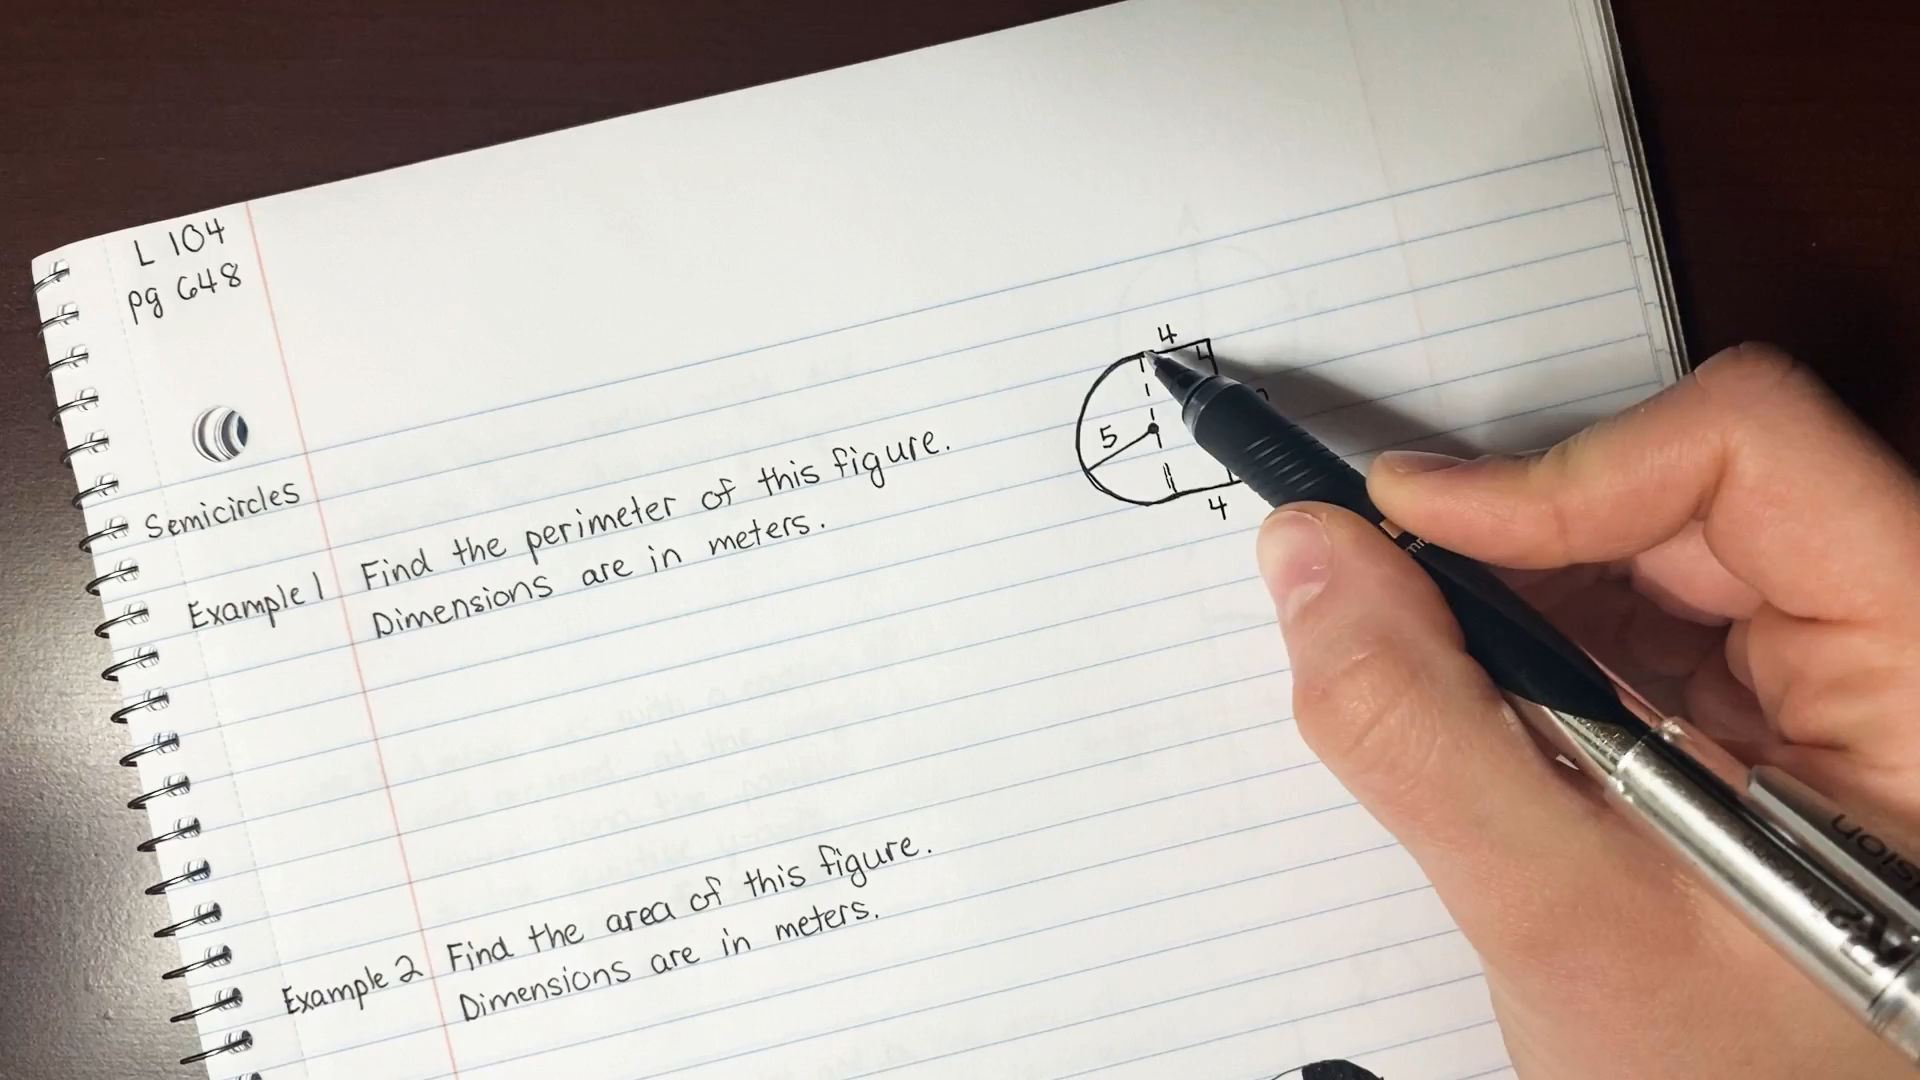 L 104
pg 648
4
5
4
Semicircles
Example 1 Find the perimeter of this figure.
Dimensions are in meters.
Example 2 Find the area of this figure.
Dimensions are in meters.